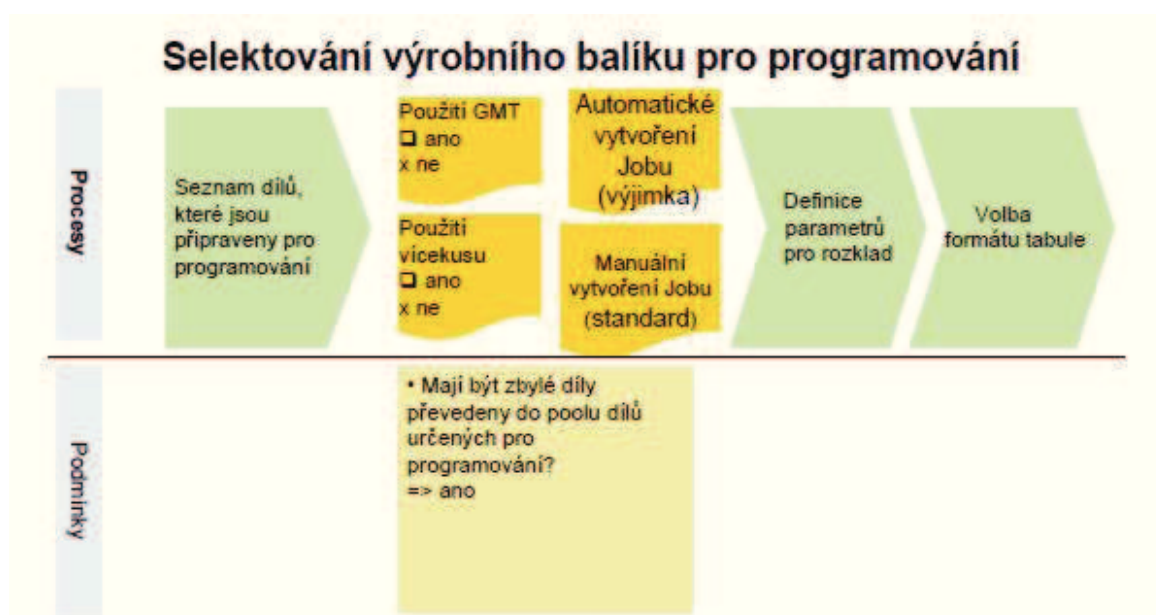 Selektování výrobního balíku pro programování
Procesy
Seznam dílů,
které jsou
připraveny pro
programování
Použití GMT
❑ ano
x ne
Použití
vícekusu
❑ ano
x ne
Automatické
vytvoření
Jobu
(výjimka)
Manuální
vytvoření Jobu
(standard)
Definice
parametrů
pro rozklad
Volba
formátu tabule
Podmínky
• Mají být zbylé díly
převedeny do poolu dílů
určených pro
programování?
=> ano